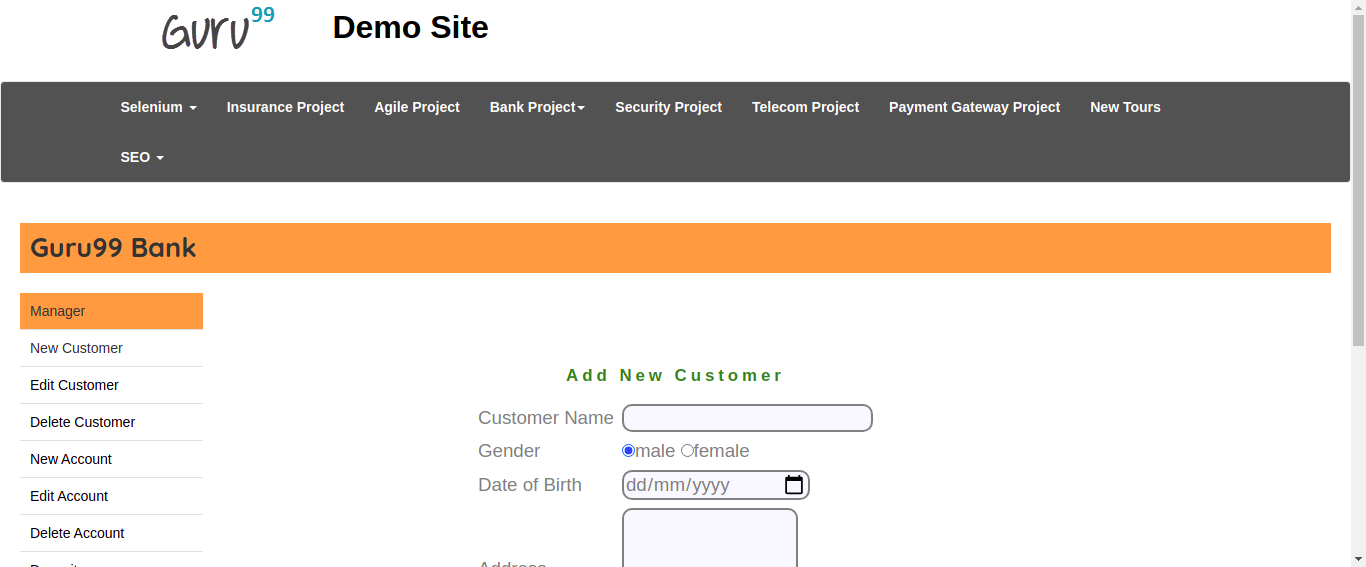 Guru99 Demo Site
Selenium Insurance Project Agile Project Bank Project Security Project Telecom Project Payment Gateway Project New Tours
SEO
Guru99 Bank
Manager
New Customer
Edit Customer
Delete Customer
New Account
Edit Account
Delete Account
Add New Customer
Customer Name
Gender male female
Date of Birth dd/mm/yyyy
Address